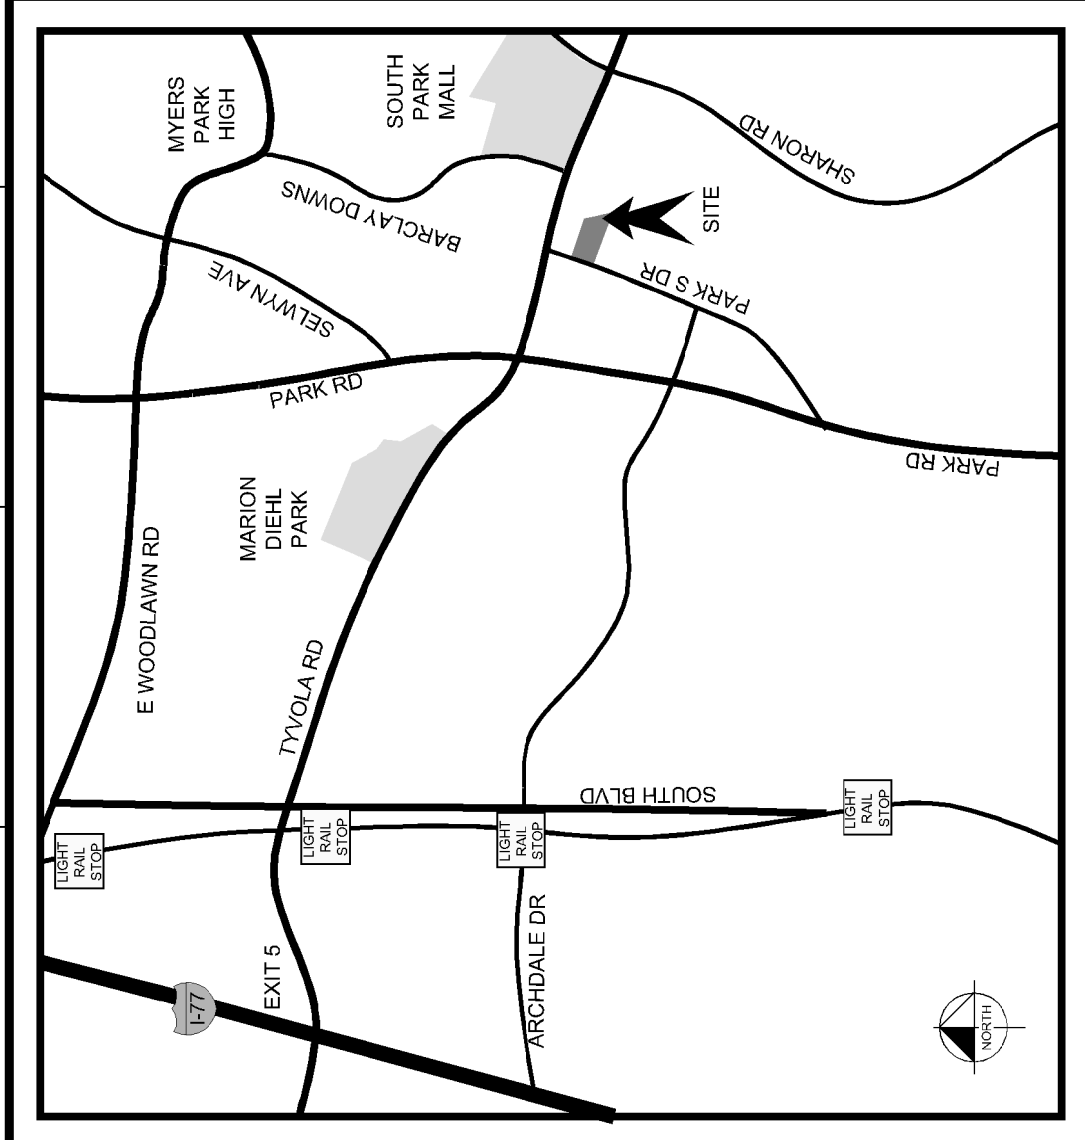 MYERS
PARK
HIGH
SOUTH
PARK
MALL
SHARON RD
BARCLAY DOWNS
SITE
SELWYN AVE
PARK S DR
PARK RD
PARK RD
MARION
DIEHL
PARK
E WOODLAWN RD
TYVOLA RD
SOUTH BLVD
LIGHT
RAIL
STOP
LIGHT
RAIL
STOP
LIGHT
RAIL
STOP
LIGHT
RAIL
STOP
EXIT 5
ARCHDALE DR
I-77
NORTH